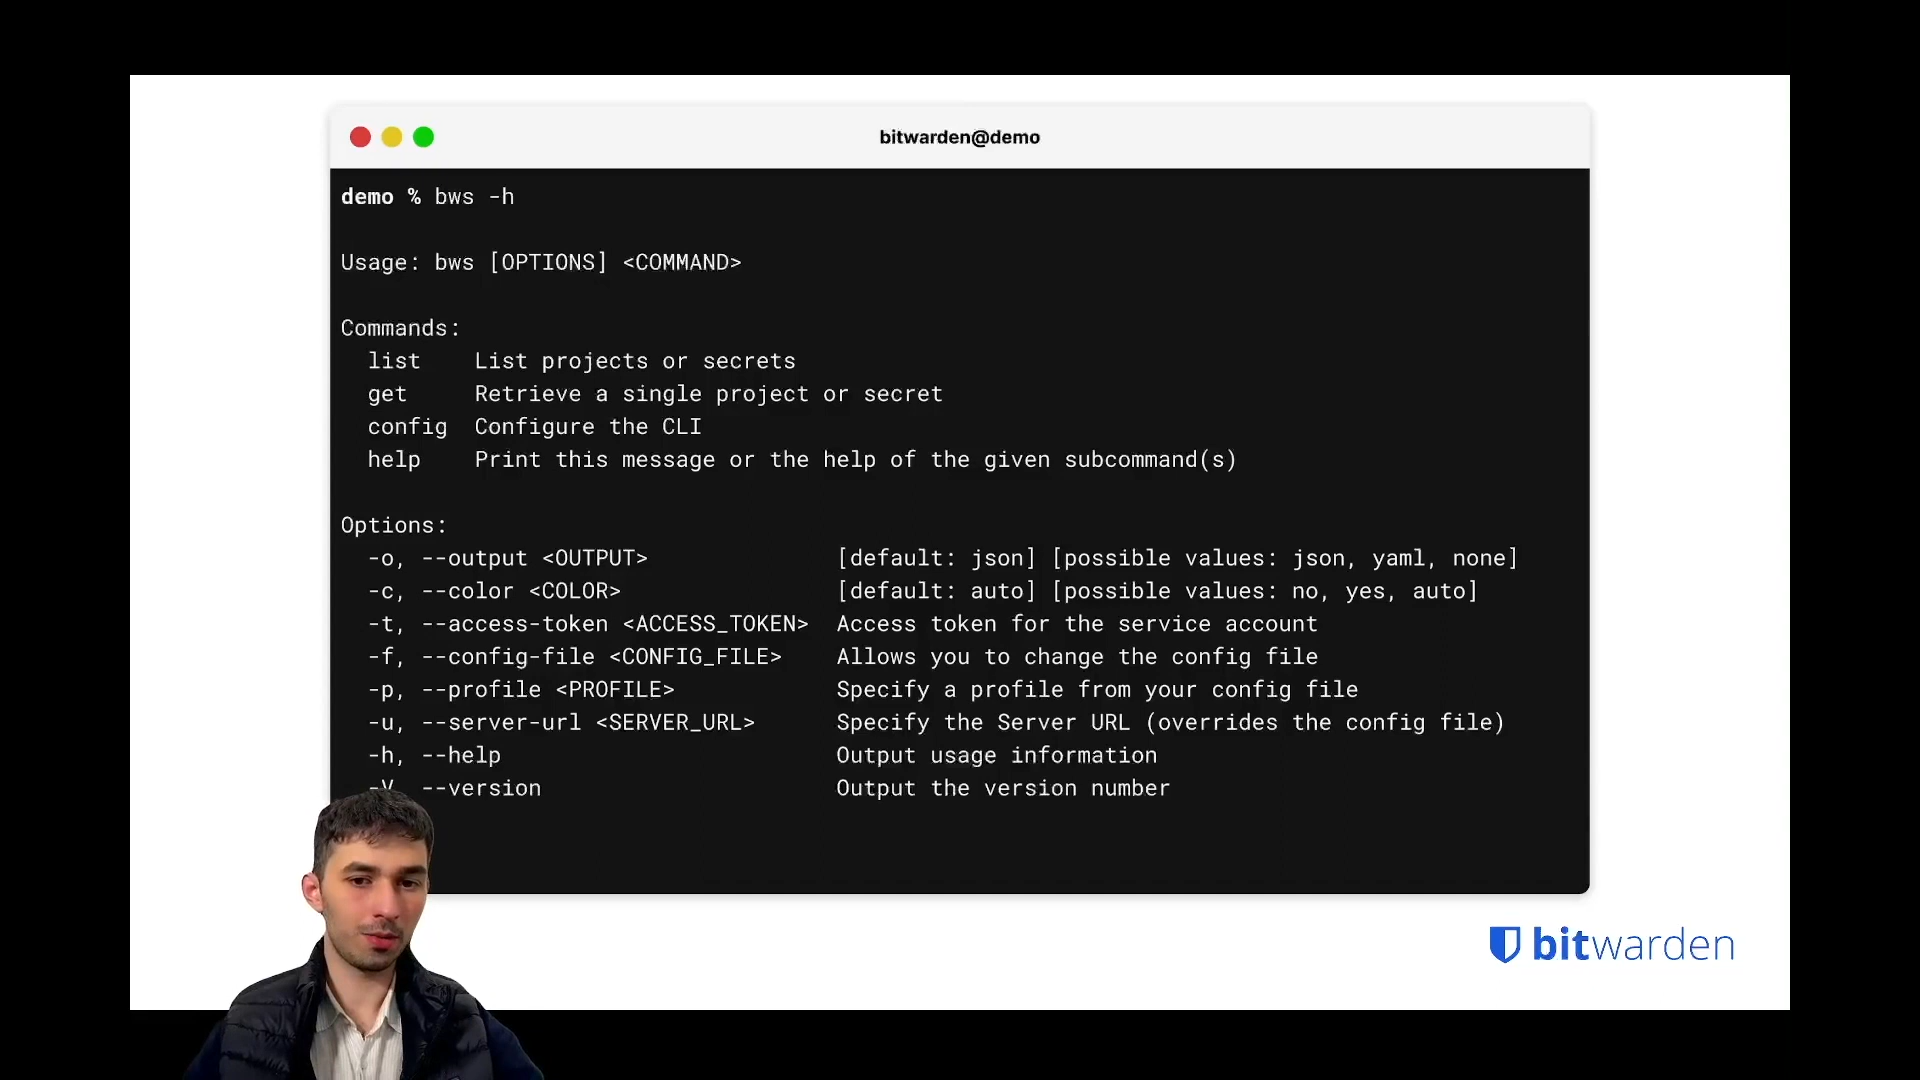 bitwarden@demo
demo % bws -h
Usage: bws [OPTIONS] <COMMAND>
Commands:
list    List projects or secrets
get     Retrieve a single project or secret
config  Configure the CLI
help    Print this message or the help of the given subcommand(s)
Options:
-o, --output <OUTPUT>              [default: json] [possible values: json, yaml, none]
-c, --color <COLOR>                [default: auto] [possible values: no, yes, auto]
-t, --access-token <ACCESS_TOKEN>  Access token for the service account
-f, --config-file <CONFIG_FILE>    Allows you to change the config file
-p, --profile <PROFILE>            Specify a profile from your config file
-u, --server-url <SERVER_URL>      Specify the Server URL (overrides the config file)
-h, --help                         Output usage information
-V, --version                      Output the version number
bitwarden